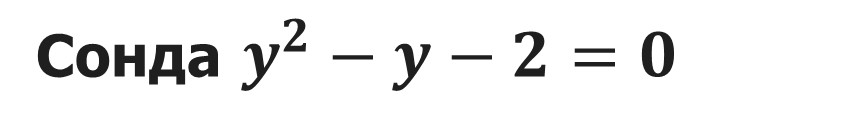 Сонда y² − y − 2 = 0